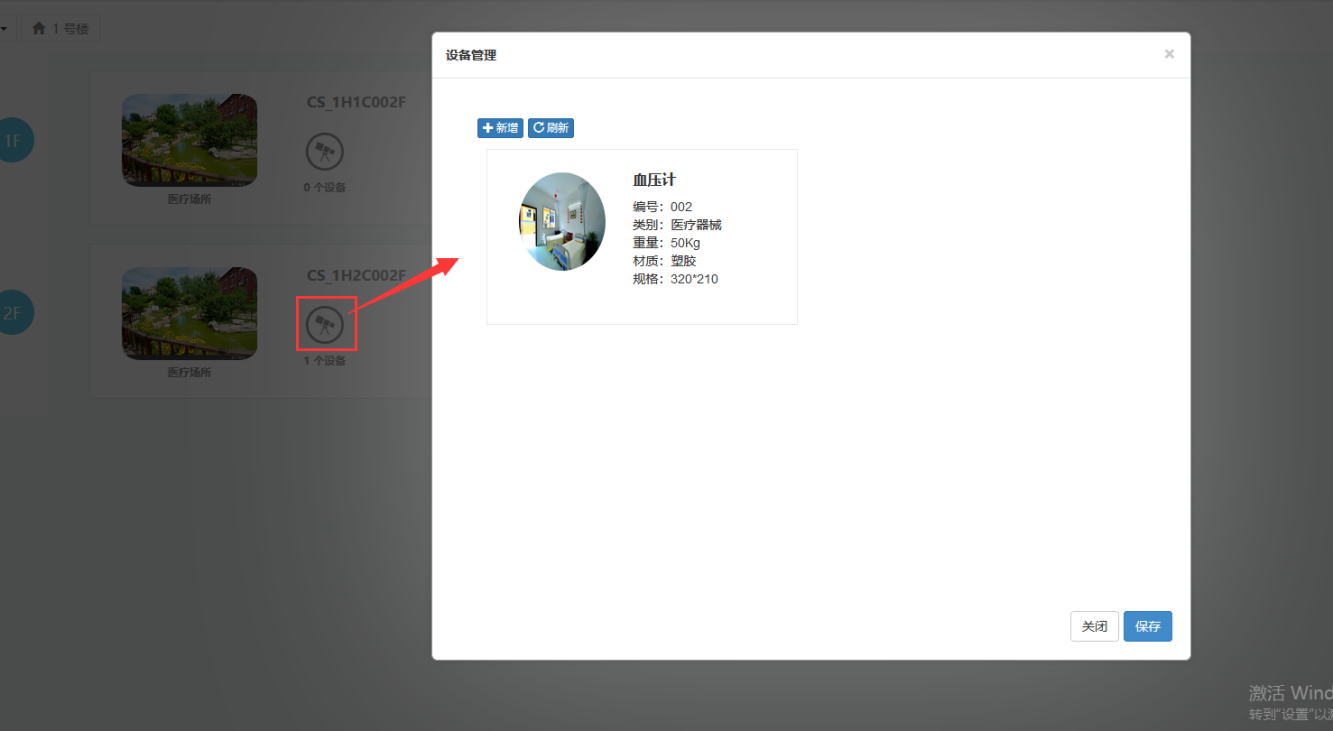 1 号楼
设备管理
×
新增
刷新
1F
CS_1H1C002F
0 个设备
医疗场所
2F
CS_1H2C002F
1 个设备
医疗场所
血压计
编号：002
类别：医疗器械
重量：50Kg
材质：塑胶
规格：320*210
关闭
保存
激活 Wind
转到"设置"以